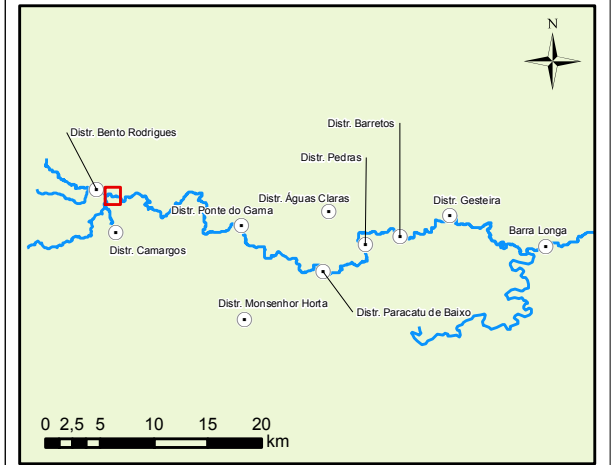 N
Distr. Barretos
Distr. Bento Rodrigues
Distr. Pedras
Distr. Águas Claras
Distr. Gesteira
Distr. Ponte do Gama
Barra Longa
Distr. Camargos
Distr. Monsenhor Horta
Distr. Paracatu de Baixo
0 2,5 5 10 15 20
km